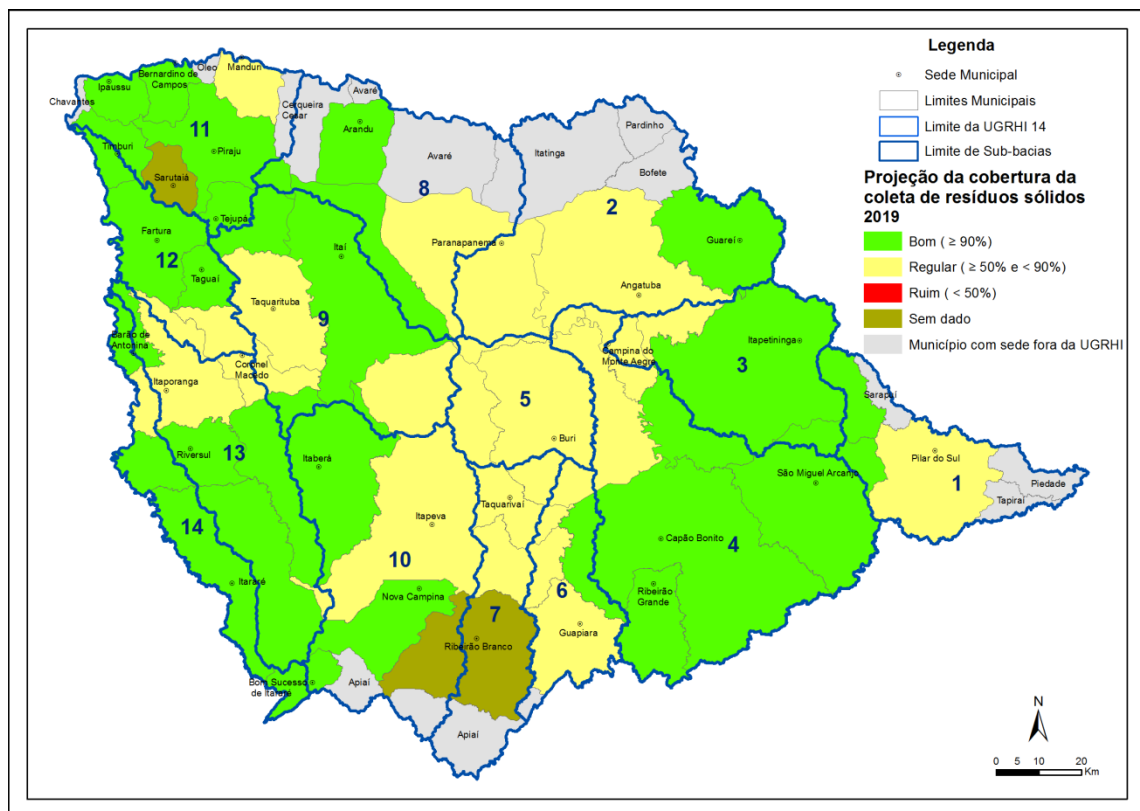 Legenda
Sede Municipal
Limites Municipais
Limite da UGRHI 14
Limite de Sub-bacias
Projeção da cobertura da
coleta de resíduos sólidos
2019
Bom ( ≥ 90%)
Regular ( ≥ 50% e < 90%)
Ruim ( < 50%)
Sem dado
Município com sede fora da UGRHI
Bernardino de
Campos
Óleo
Manduri
Ipaussu
Chavantes
Cerqueira
Cesar
Avaré
Arandu
11
Timburi
Piraju
Sarutaiá
Avaré
8
Itatinga
Pardinho
Bofete
2
Tejupá
Fartura
12
Taguaí
Itaí
Paranapanema
Guareí
Angatuba
Taquarituba
9
Barão de
Antonina
Coronel
Macedo
Itaporanga
Campina do
Monte Aegre
Itapetininga
3
5
Buri
Sarapuí
Riversul
13
Itaberá
Pilar do Sul
1
Piedade
Tapiraí
São Miguel Arcanjo
Taquarivaí
Itapeva
14
10
Capão Bonito
4
Itararé
Nova Campina
6
Ribeirão
Grande
7
Guapiara
Ribeirão Branco
Bom Sucesso
de Itararé
Apiaí
Apiaí
N
0 5 10 20
Km